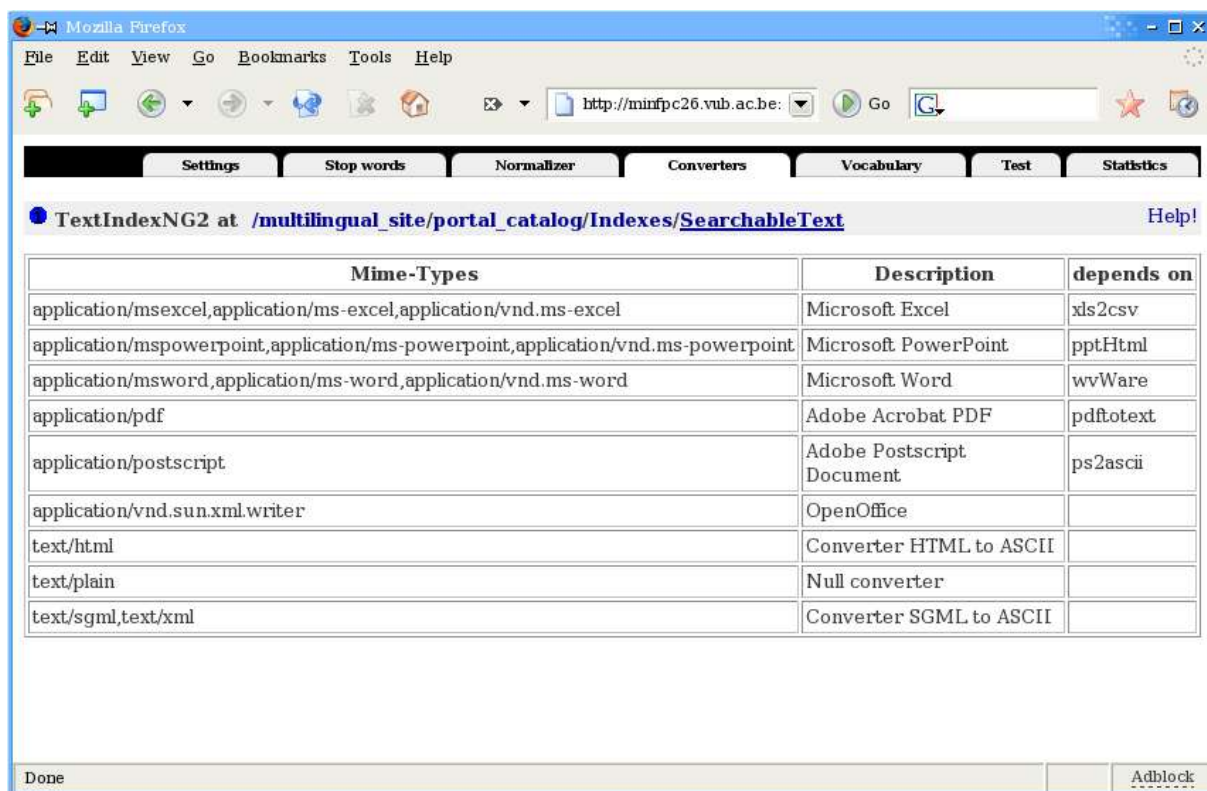 Mozilla Firefox
File Edit View Go Bookmarks Tools Help
http://minfpc26.vub.ac.be: Go G
Settings Stop words Normalizer Converters Vocabulary Test Statistics
TextIndexNG2 at /multilingual_site/portal_catalog/Indexes/SearchableText Help!
Mime-Types Description depends on
application/msexcel,application/ms-excel,application/vnd.ms-excel Microsoft Excel xls2csv
application/mspowerpoint,application/ms-powerpoint,application/vnd.ms-powerpoint Microsoft PowerPoint pptHtml
application/msword,application/ms-word,application/vnd.ms-word Microsoft Word wvWare
application/pdf Adobe Acrobat PDF pdftotext
application/postscript Adobe Postscript Document ps2ascii
application/vnd.sun.xml.writer OpenOffice
text/html Converter HTML to ASCII
text/plain Null converter
text/sgml,text/xml Converter SGML to ASCII
Done Adblock